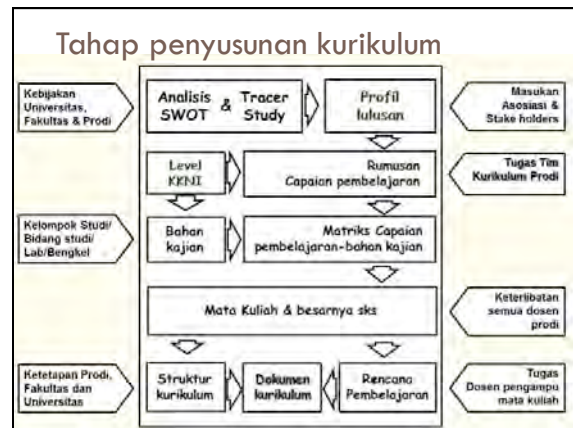 Tahap penyusunan kurikulum
Kebijakan
Universitas,
Fakultas & Prodi
Analisis
SWOT
&
Tracer
Study
Profil
lulusan
Masukan
Asosiasi &
Stake holders
Level
KKNI
Rumusan
Capaian pembelajaran
Tugas Tim
Kurikulum Prodi
Kelompok Studi/
Bidang studi/
Lab/Bengkel
Bahan
kajian
Matriks Capaian
pembelajaran-bahan kajian
Mata Kuliah & besarnya sks
Keterlibatan
semua dosen
prodi
Ketetapan Prodi,
Fakultas dan
Universitas
Struktur
kurikulum
Dokumen
kurikulum
Rencana
Pembelajaran
Tugas
Dosen pengampu
mata kuliah